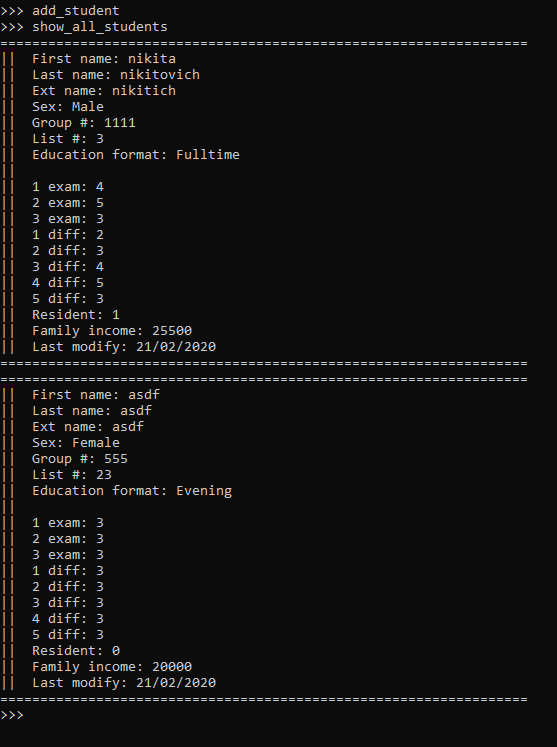 >>> add_student
>>> show_all_students
==================================================================
||  First name: nikita
||  Last name: nikitovich
||  Ext name: nikitich
||  Sex: Male
||  Group #: 1111
||  List #: 3
||  Education format: Fulltime
||
||  1 exam: 4
||  2 exam: 5
||  3 exam: 3
||  1 diff: 2
||  2 diff: 3
||  3 diff: 4
||  4 diff: 5
||  5 diff: 3
||  Resident: 1
||  Family income: 25500
||  Last modify: 21/02/2020
==================================================================
==================================================================
||  First name: asdf
||  Last name: asdf
||  Ext name: asdf
||  Sex: Female
||  Group #: 555
||  List #: 23
||  Education format: Evening
||
||  1 exam: 3
||  2 exam: 3
||  3 exam: 3
||  1 diff: 3
||  2 diff: 3
||  3 diff: 3
||  4 diff: 3
||  5 diff: 3
||  Resident: 0
||  Family income: 20000
||  Last modify: 21/02/2020
==================================================================
>>>